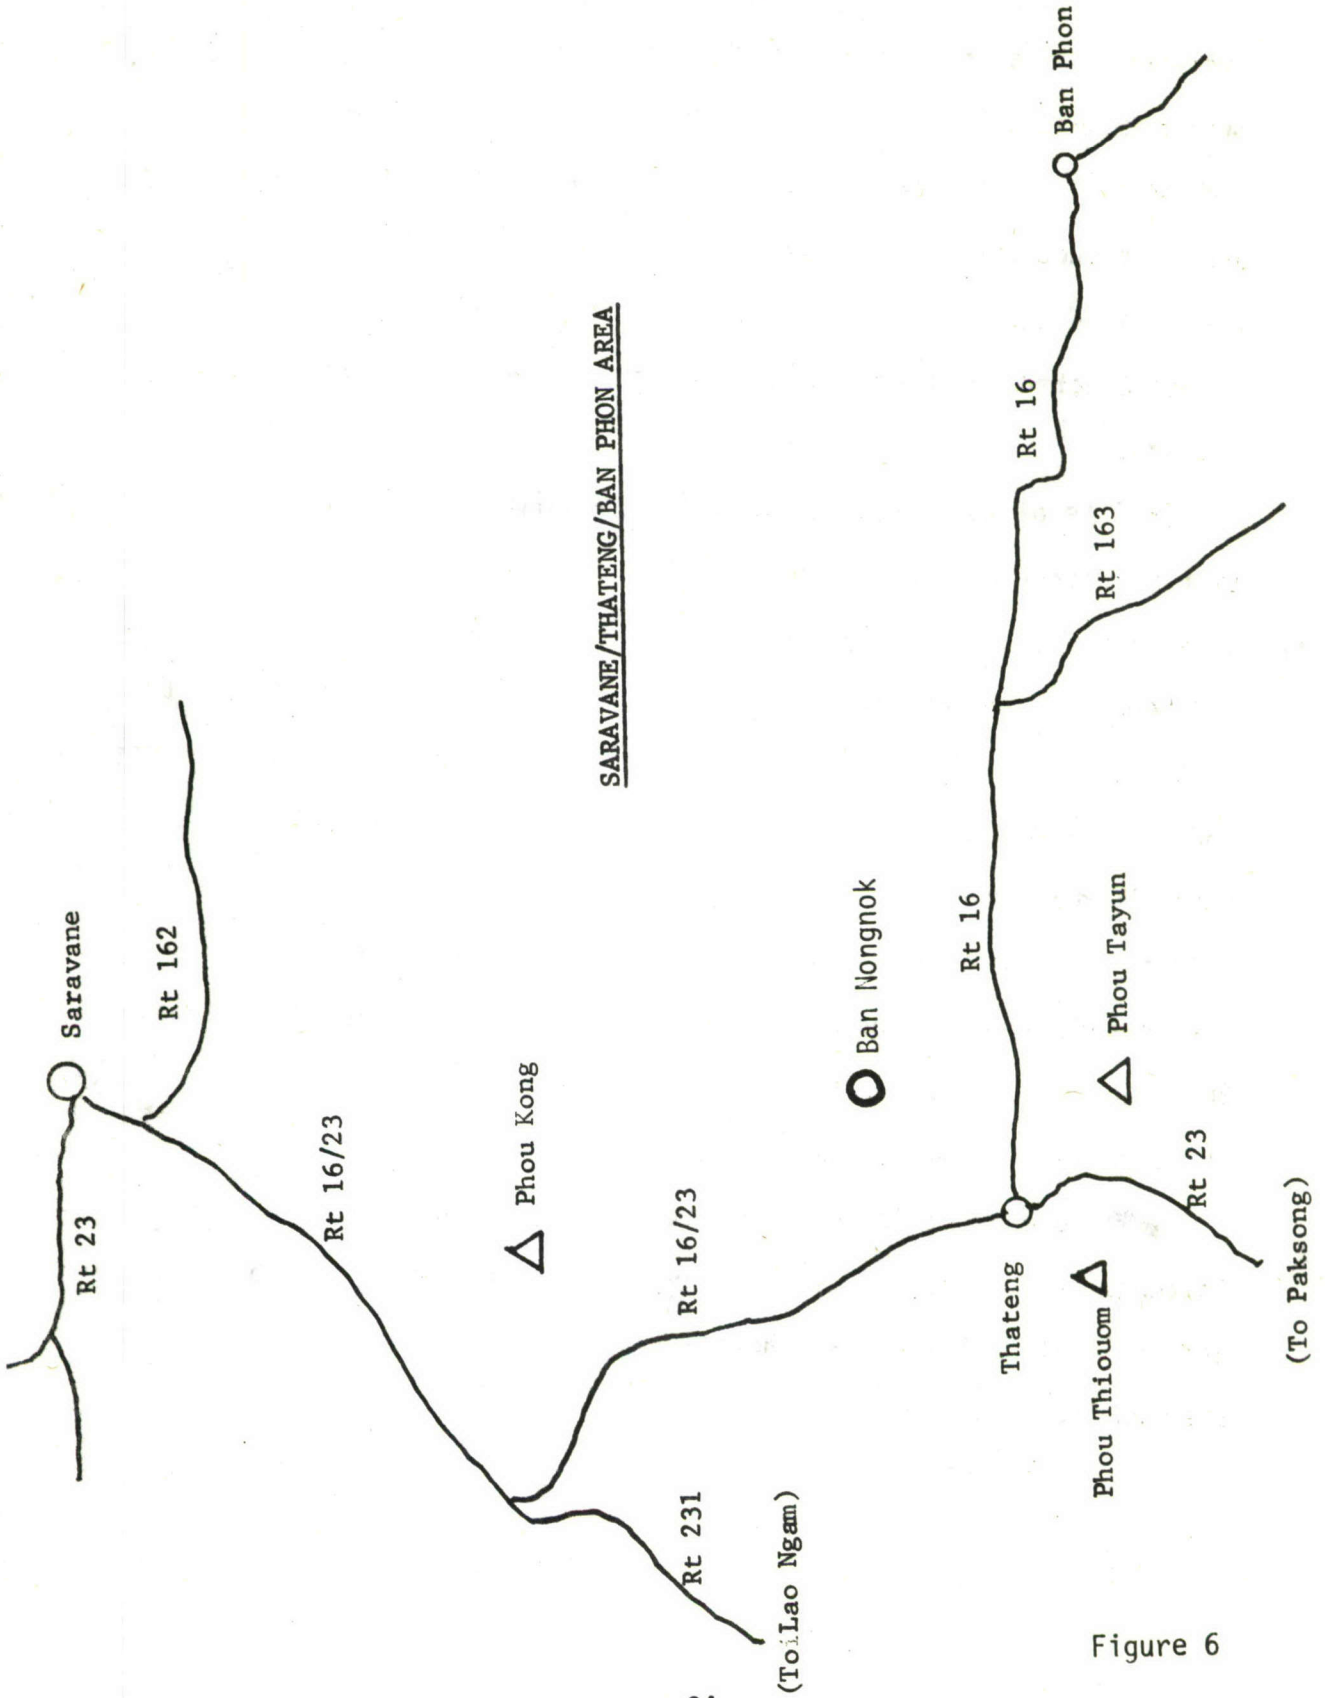 Saravane
Rt 23
Rt 162
Rt 16/23
Phou Kong
SARAVANE/THATENG/BAN PHON AREA
Rt 16/23
Rt 231
(ToiLao Ngam)
Ban Nongnok
Rt 16
Rt 16
Ban Phon
Thateng
Rt 163
Phou Tayun
Phou Thiouom
Rt 23
(To Paksong)
Figure 6